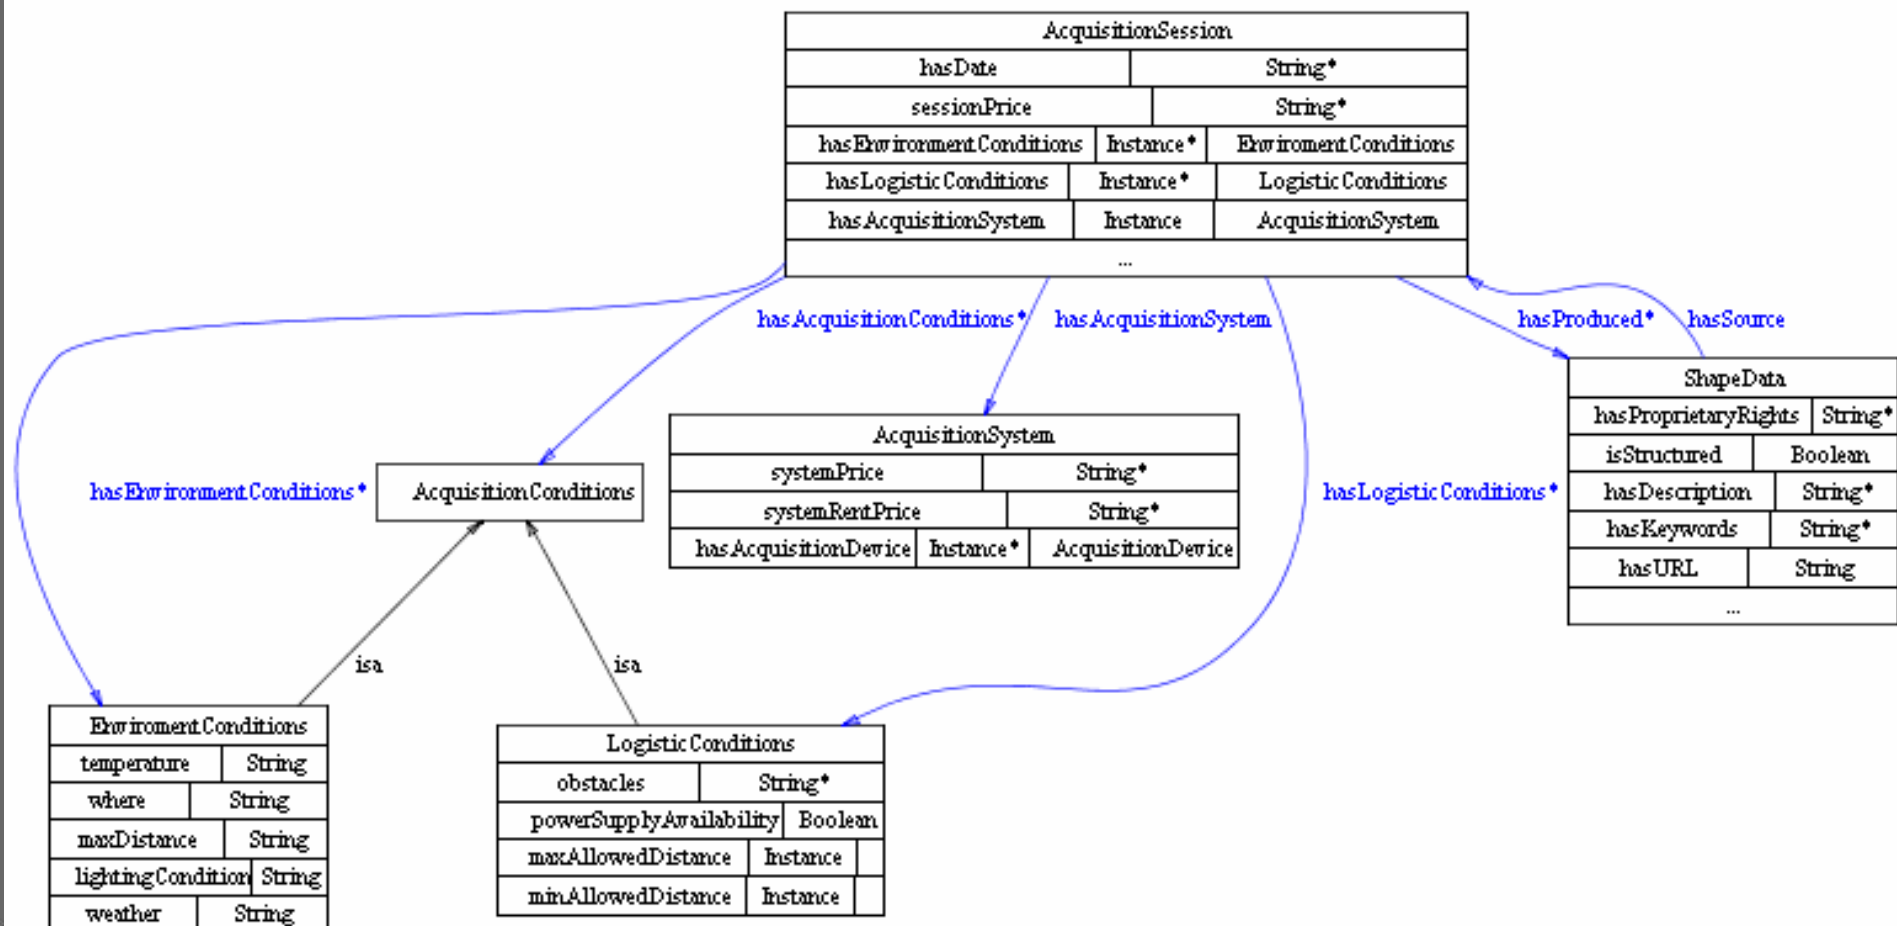 AcquisitionSession
hasDate String*
sessionPrice String*
hasEnvironmentConditions Instance* EnviromentConditions
hasLogisticConditions Instance* LogisticConditions
hasAcquisitionSystem Instance AcquisitionSystem
...
hasAcquisitionConditions* hasAcquisitionSystem hasProduced* hasSource
ShapeData
hasProprietaryRights String*
isStructured Boolean
hasDescription String*
hasKeywords String*
hasURL String
...
AcquisitionSystem
systemPrice String*
systemRentPrice String*
hasAcquisitionDevice Instance* AcquisitionDevice
hasEnvironmentConditions* AcquisitionConditions hasLogisticConditions*
isa isa
EnviromentConditions
temperature String
where String
maxDistance String
lightingCondition String
weather String
LogisticConditions
obstacles String*
powerSupplyAvailability Boolean
maxAllowedDistance Instance
minAllowedDistance Instance